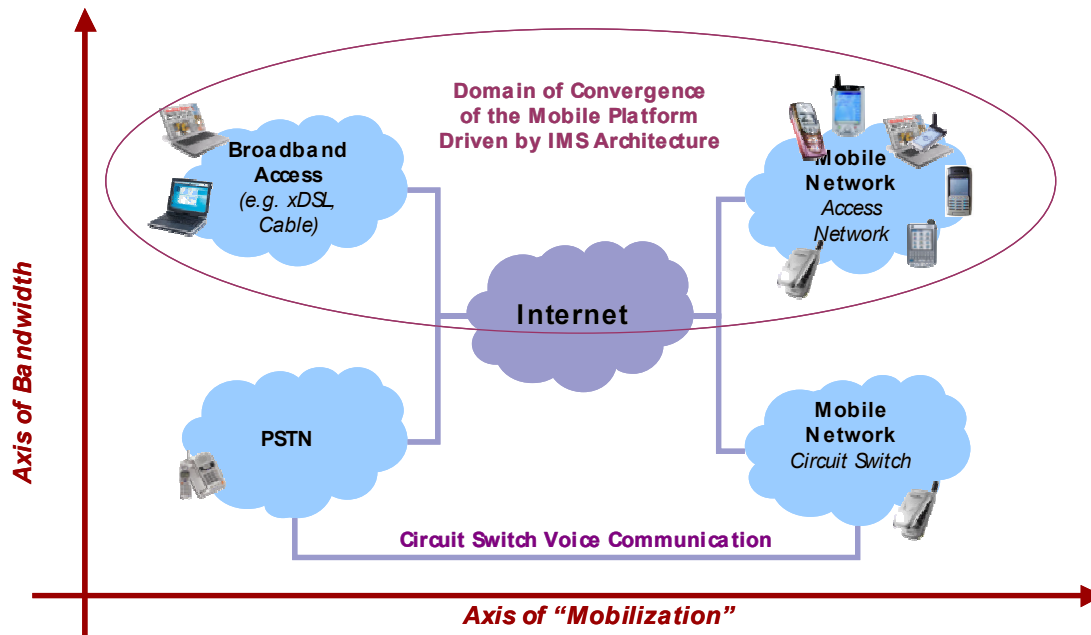 Domain of Convergence
of the Mobile Platform
Driven by IMS Architecture
Broadband
Access
(e.g. xDSL,
Cable)
Mobile
Network
Access
Network
Internet
Axis of Bandwidth
PSTN
Mobile
Network
Circuit Switch
Circuit Switch Voice Communication
Axis of “Mobilization”